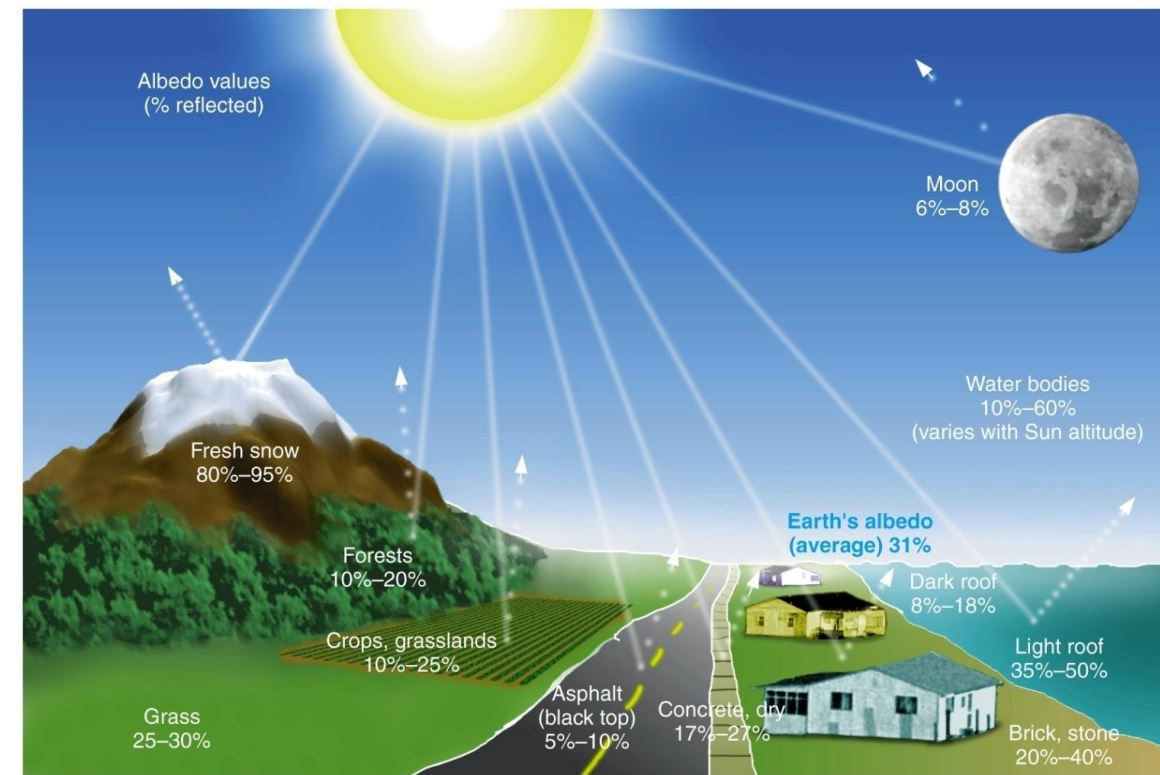 Albedo values
(% reflected)
Moon
6%–8%
Water bodies
10%–60%
(varies with Sun altitude)
Fresh snow
80%–95%
Earth's albedo
(average) 31%
Forests
10%–20%
Dark roof
8%–18%
Crops, grasslands
10%–25%
Light roof
35%–50%
Asphalt
(black top)
5%–10%
Concrete, dry
17%–27%
Grass
25–30%
Brick, stone
20%–40%